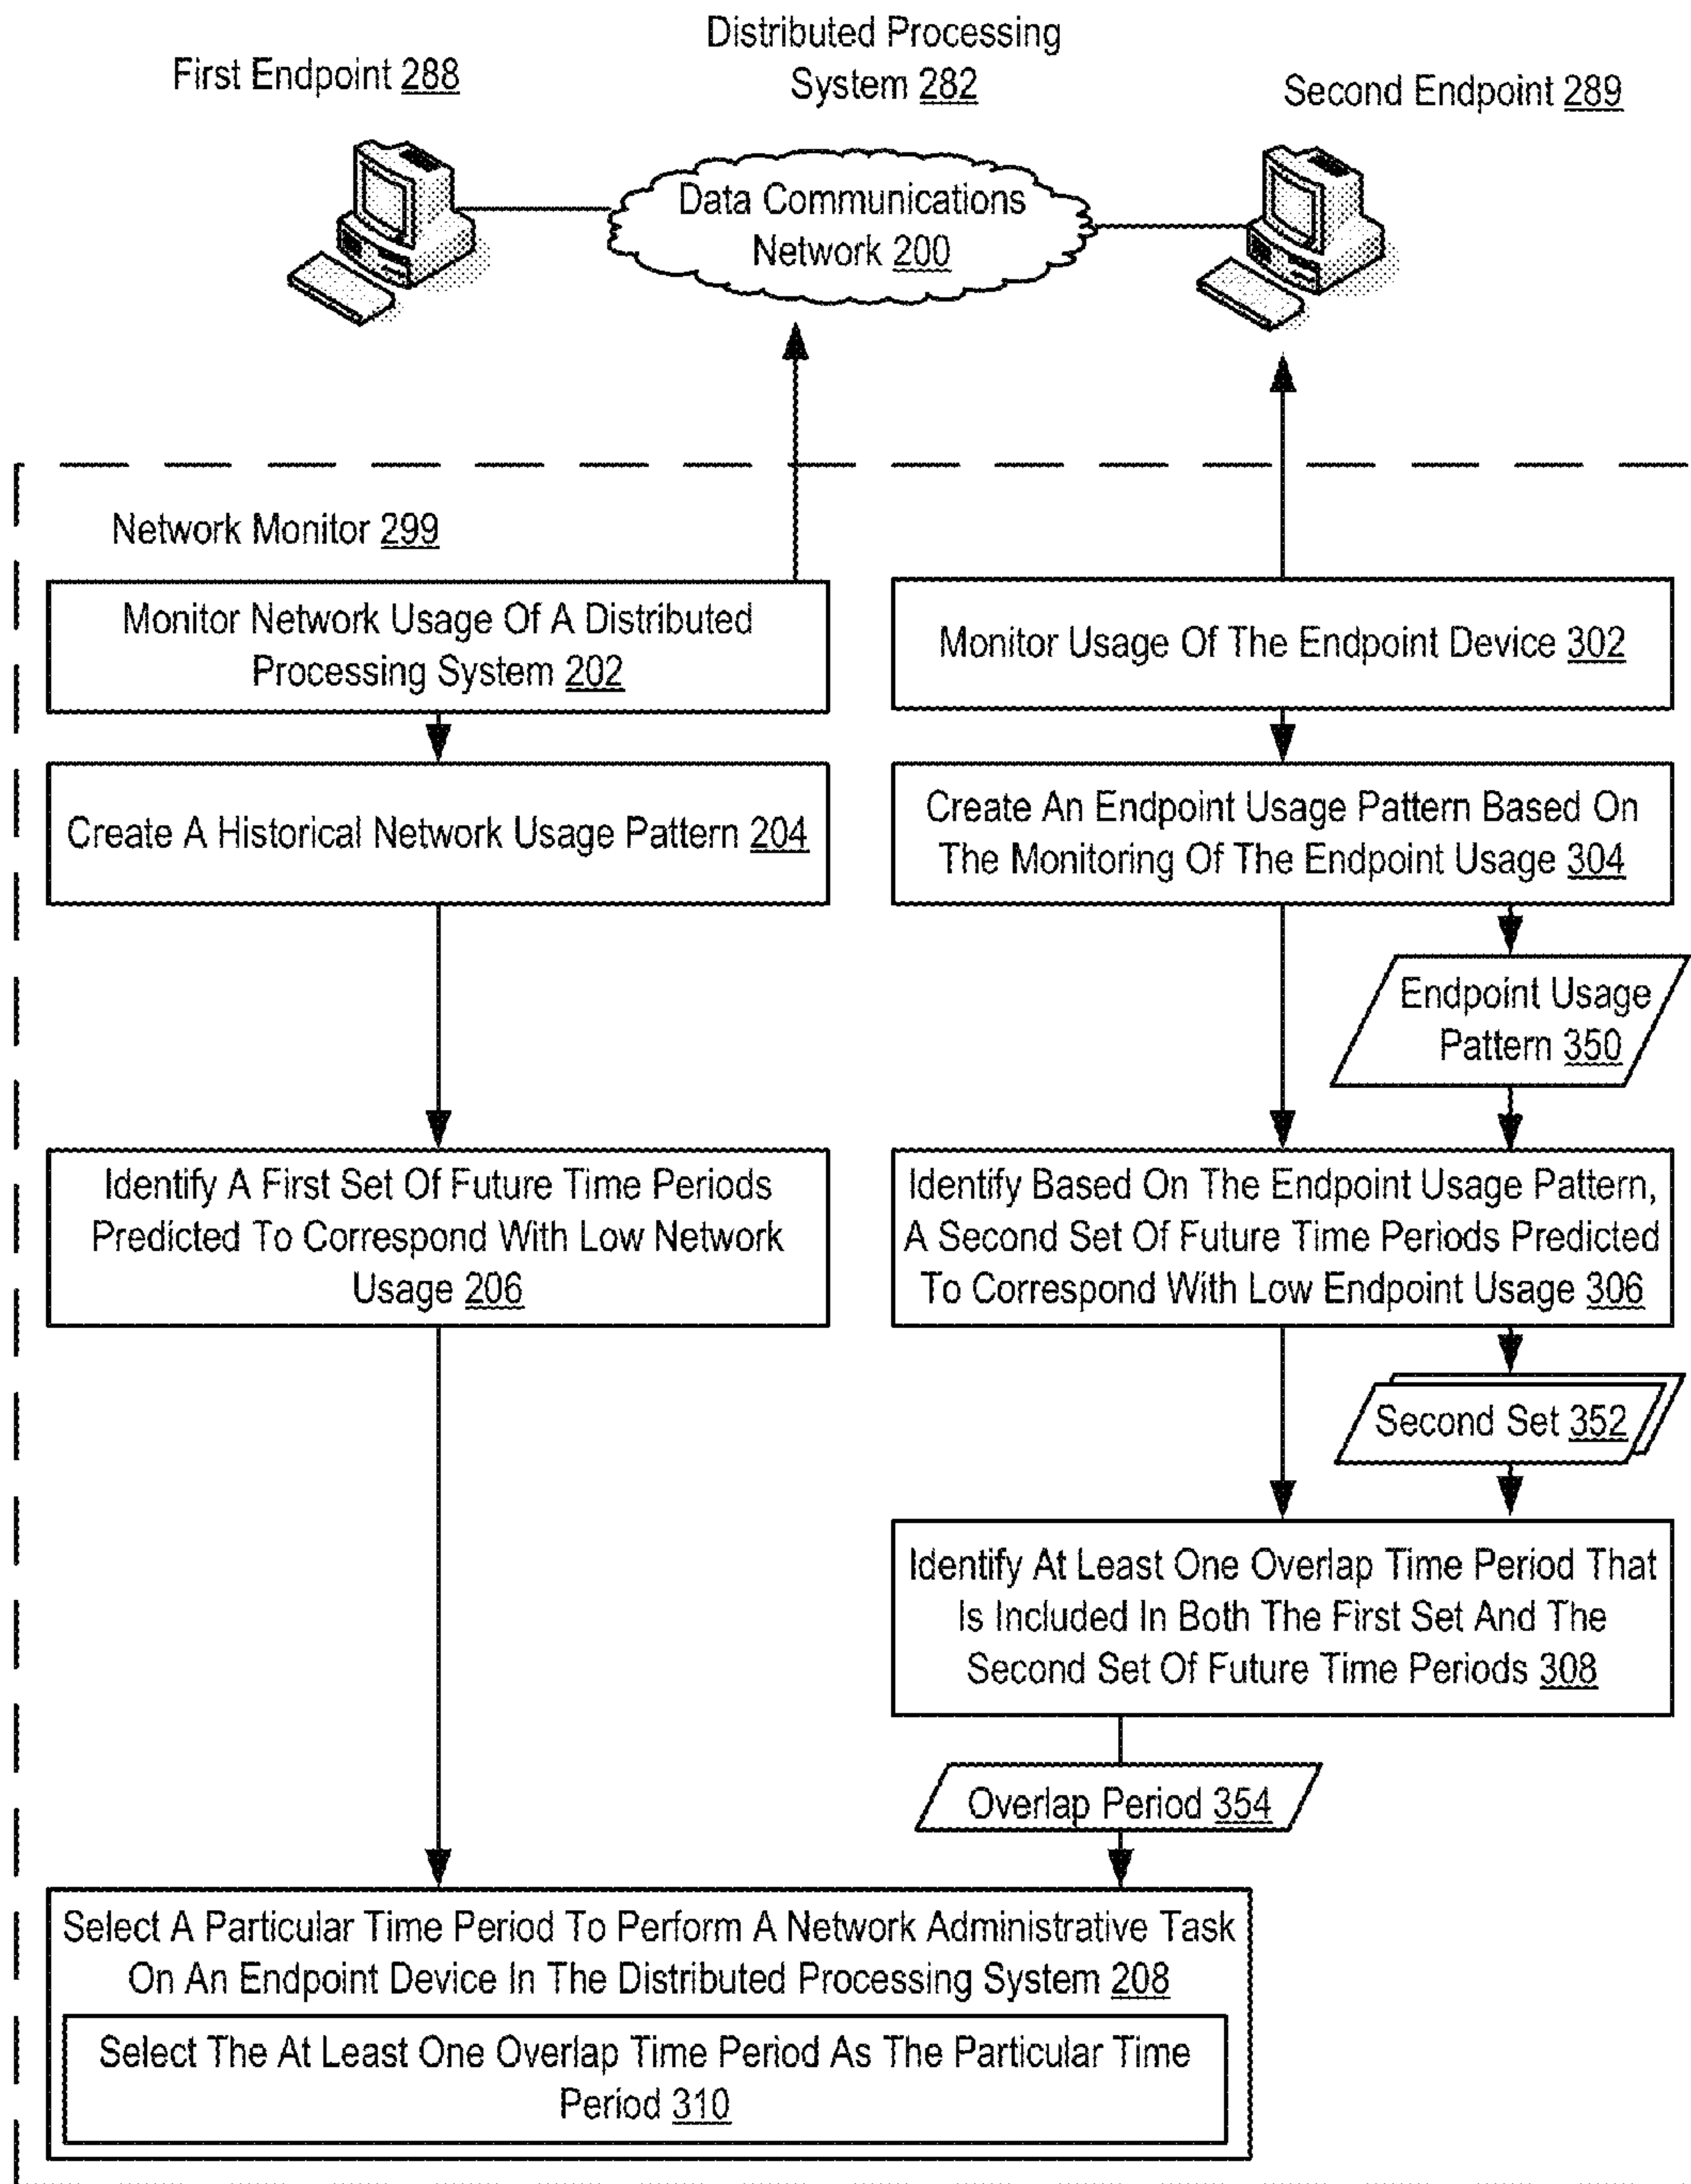 Distributed Processing
System 282
First Endpoint 288
Second Endpoint 289
Data Communications
Network 200
Network Monitor 299
Monitor Network Usage Of A Distributed
Processing System 202
Monitor Usage Of The Endpoint Device 302
Create A Historical Network Usage Pattern 204
Create An Endpoint Usage Pattern Based On
The Monitoring Of The Endpoint Usage 304
Endpoint Usage
Pattern 350
Identify A First Set Of Future Time Periods
Predicted To Correspond With Low Network
Usage 206
Identify Based On The Endpoint Usage Pattern,
A Second Set Of Future Time Periods Predicted
To Correspond With Low Endpoint Usage 306
Second Set 352
Identify At Least One Overlap Time Period That
Is Included In Both The First Set And The
Second Set Of Future Time Periods 308
Overlap Period 354
Select A Particular Time Period To Perform A Network Administrative Task
On An Endpoint Device In The Distributed Processing System 208
Select The At Least One Overlap Time Period As The Particular Time
Period 310